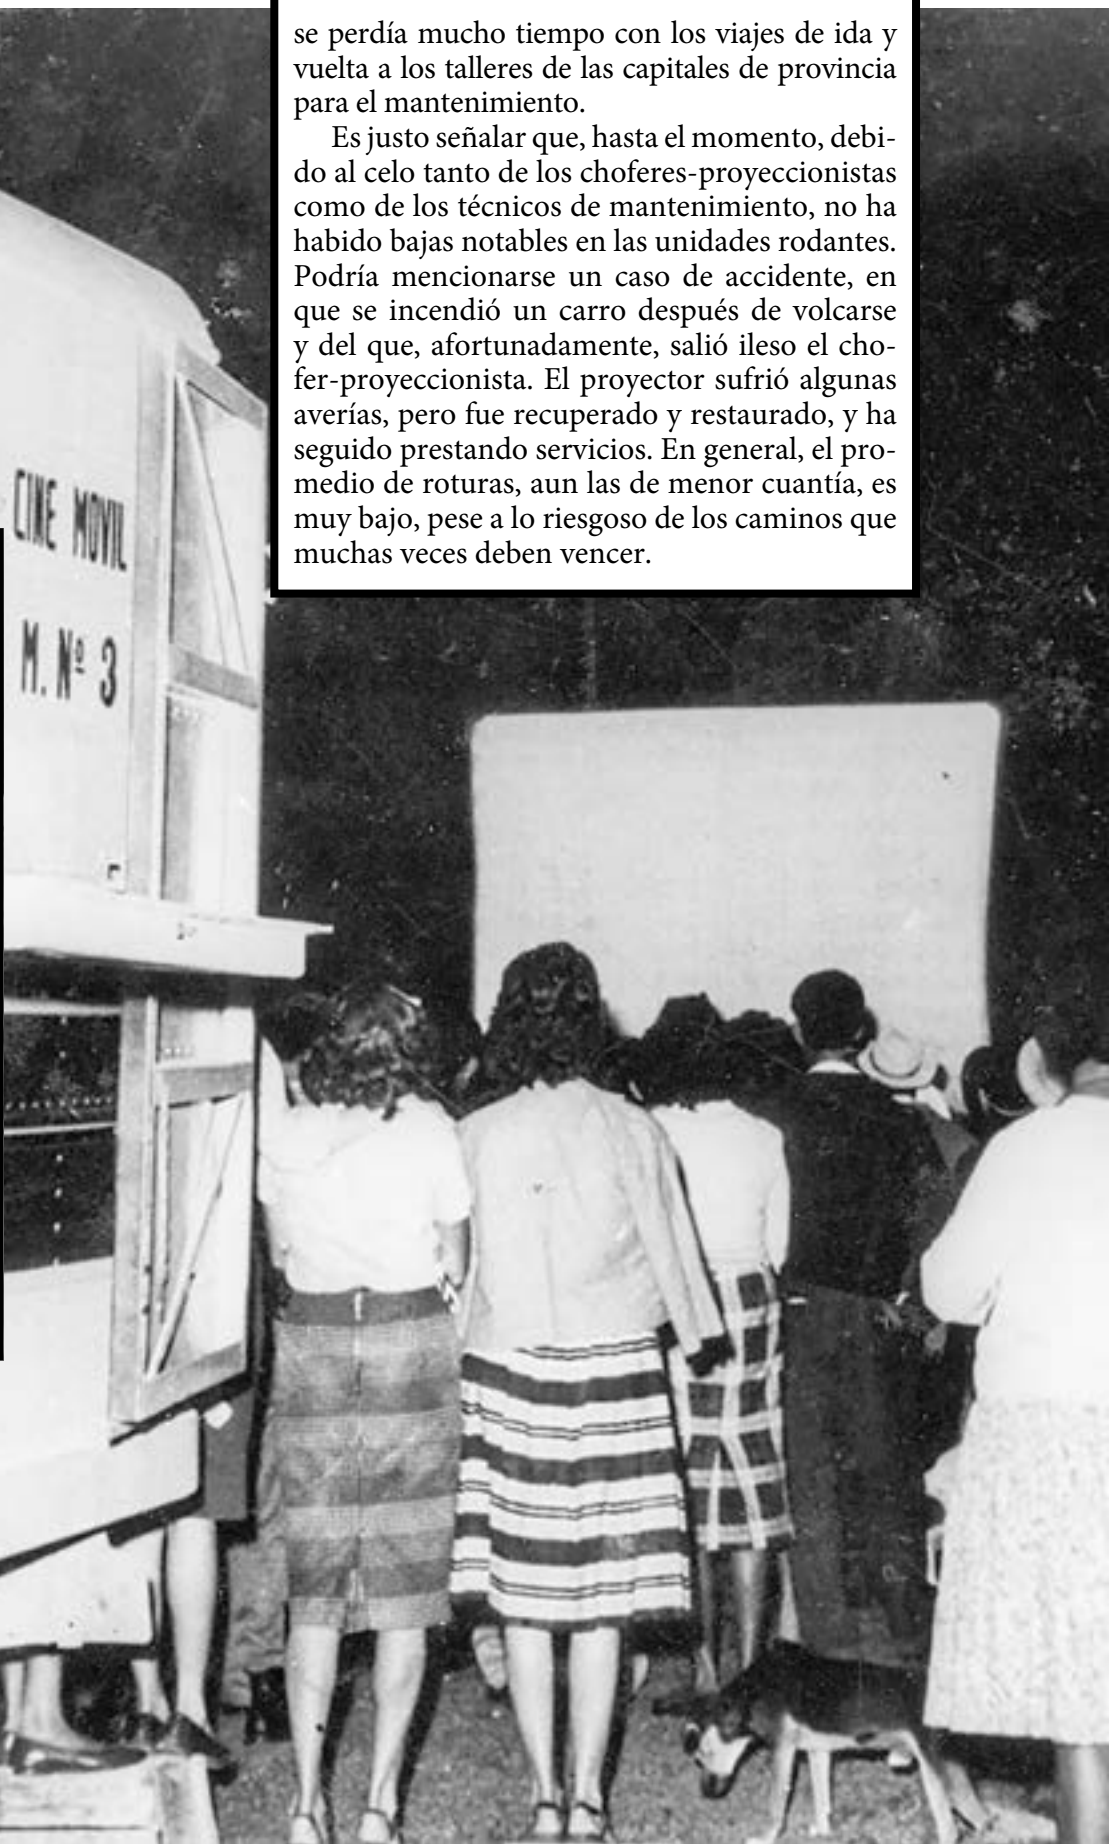 se perdía mucho tiempo con los viajes de ida y
vuelta a los talleres de las capitales de provincia
para el mantenimiento.
Es justo señalar que, hasta el momento, debi-
do al celo tanto de los choferes-proyeccionistas
como de los técnicos de mantenimiento, no ha
habido bajas notables en las unidades rodantes.
Podría mencionarse un caso de accidente, en
que se incendió un carro después de volcarse
y del que, afortunadamente, salió ileso el cho-
fer-proyeccionista. El proyector sufrió algunas
averías, pero fue recuperado y restaurado, y ha
seguido prestando servicios. En general, el pro-
medio de roturas, aun las de menor cuantía, es
muy bajo, pese a lo riesgoso de los caminos que
muchas veces deben vencer.
CINE MOVIL
M. Nº 3